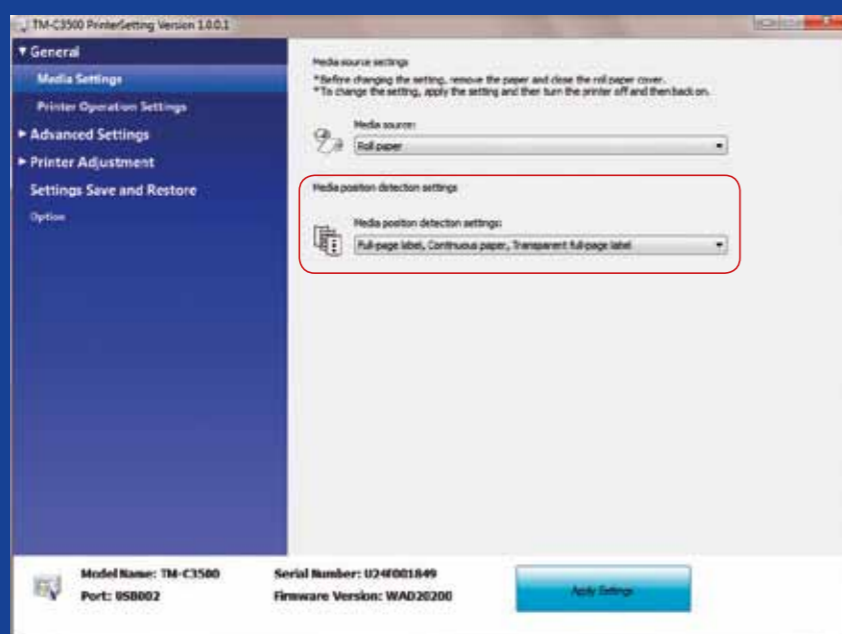 TM-C3500 PrinterSetting Version 1.0.0.1
▼ General
Media Settings
Printer Operation Settings
► Advanced Settings
► Printer Adjustment
Settings Save and Restore
Option
Media source settings
*Before changing the setting, remove the paper and close the roll paper cover.
*To change the setting, apply the setting and then turn the printer off and then back on.
Media source:
Roll paper
Media position detection settings
Media position detection settings:
Full-page label, Continuous paper, Transparent full-page label
Model Name: TM-C3500
Port: USB002
Serial Number: U24F001849
Firmware Version: WAD20200
Apply Settings